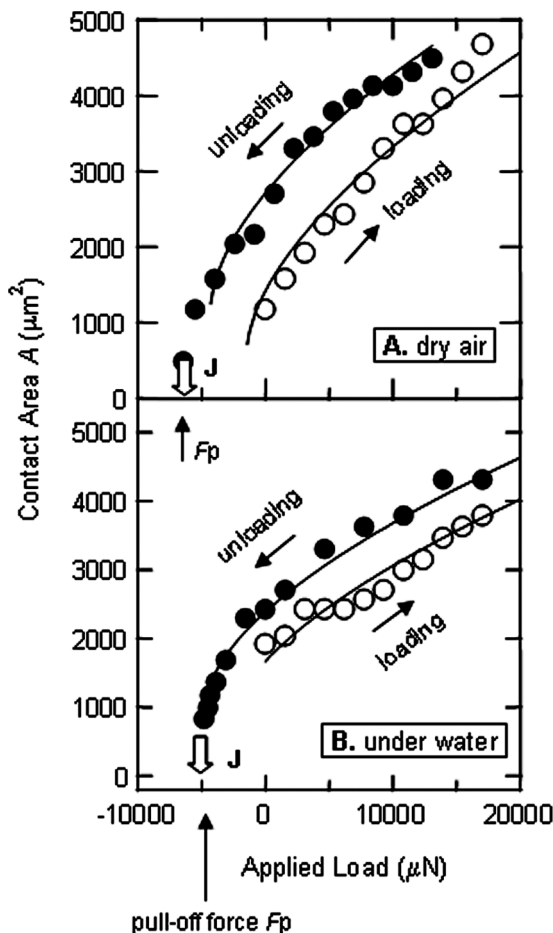 5000
4000
3000
2000
1000
0
unloading
loading
A. dry air
J
Fp
Contact Area A (μm²)
5000
4000
3000
2000
1000
0
unloading
loading
B. under water
J
-10000 0 10000 20000
Applied Load (μN)
pull-off force Fp